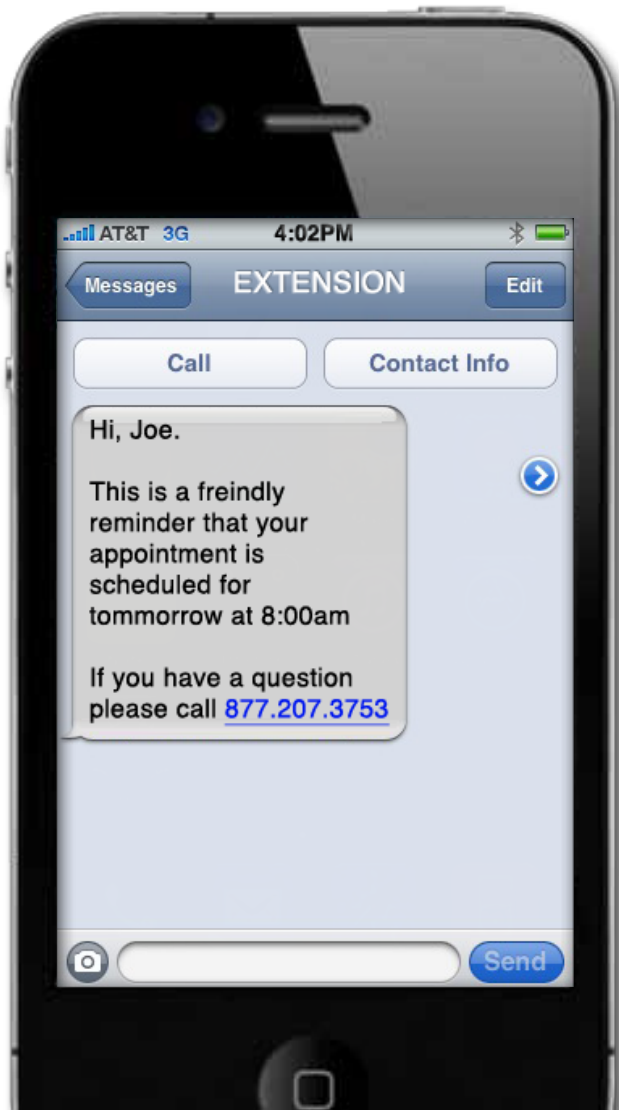 AT&T 3G 4:02PM
Messages EXTENSION Edit
Call Contact Info
Hi, Joe.
This is a freindly
reminder that your
appointment is
scheduled for
tommorrow at 8:00am
If you have a question
please call 877.207.3753
Send